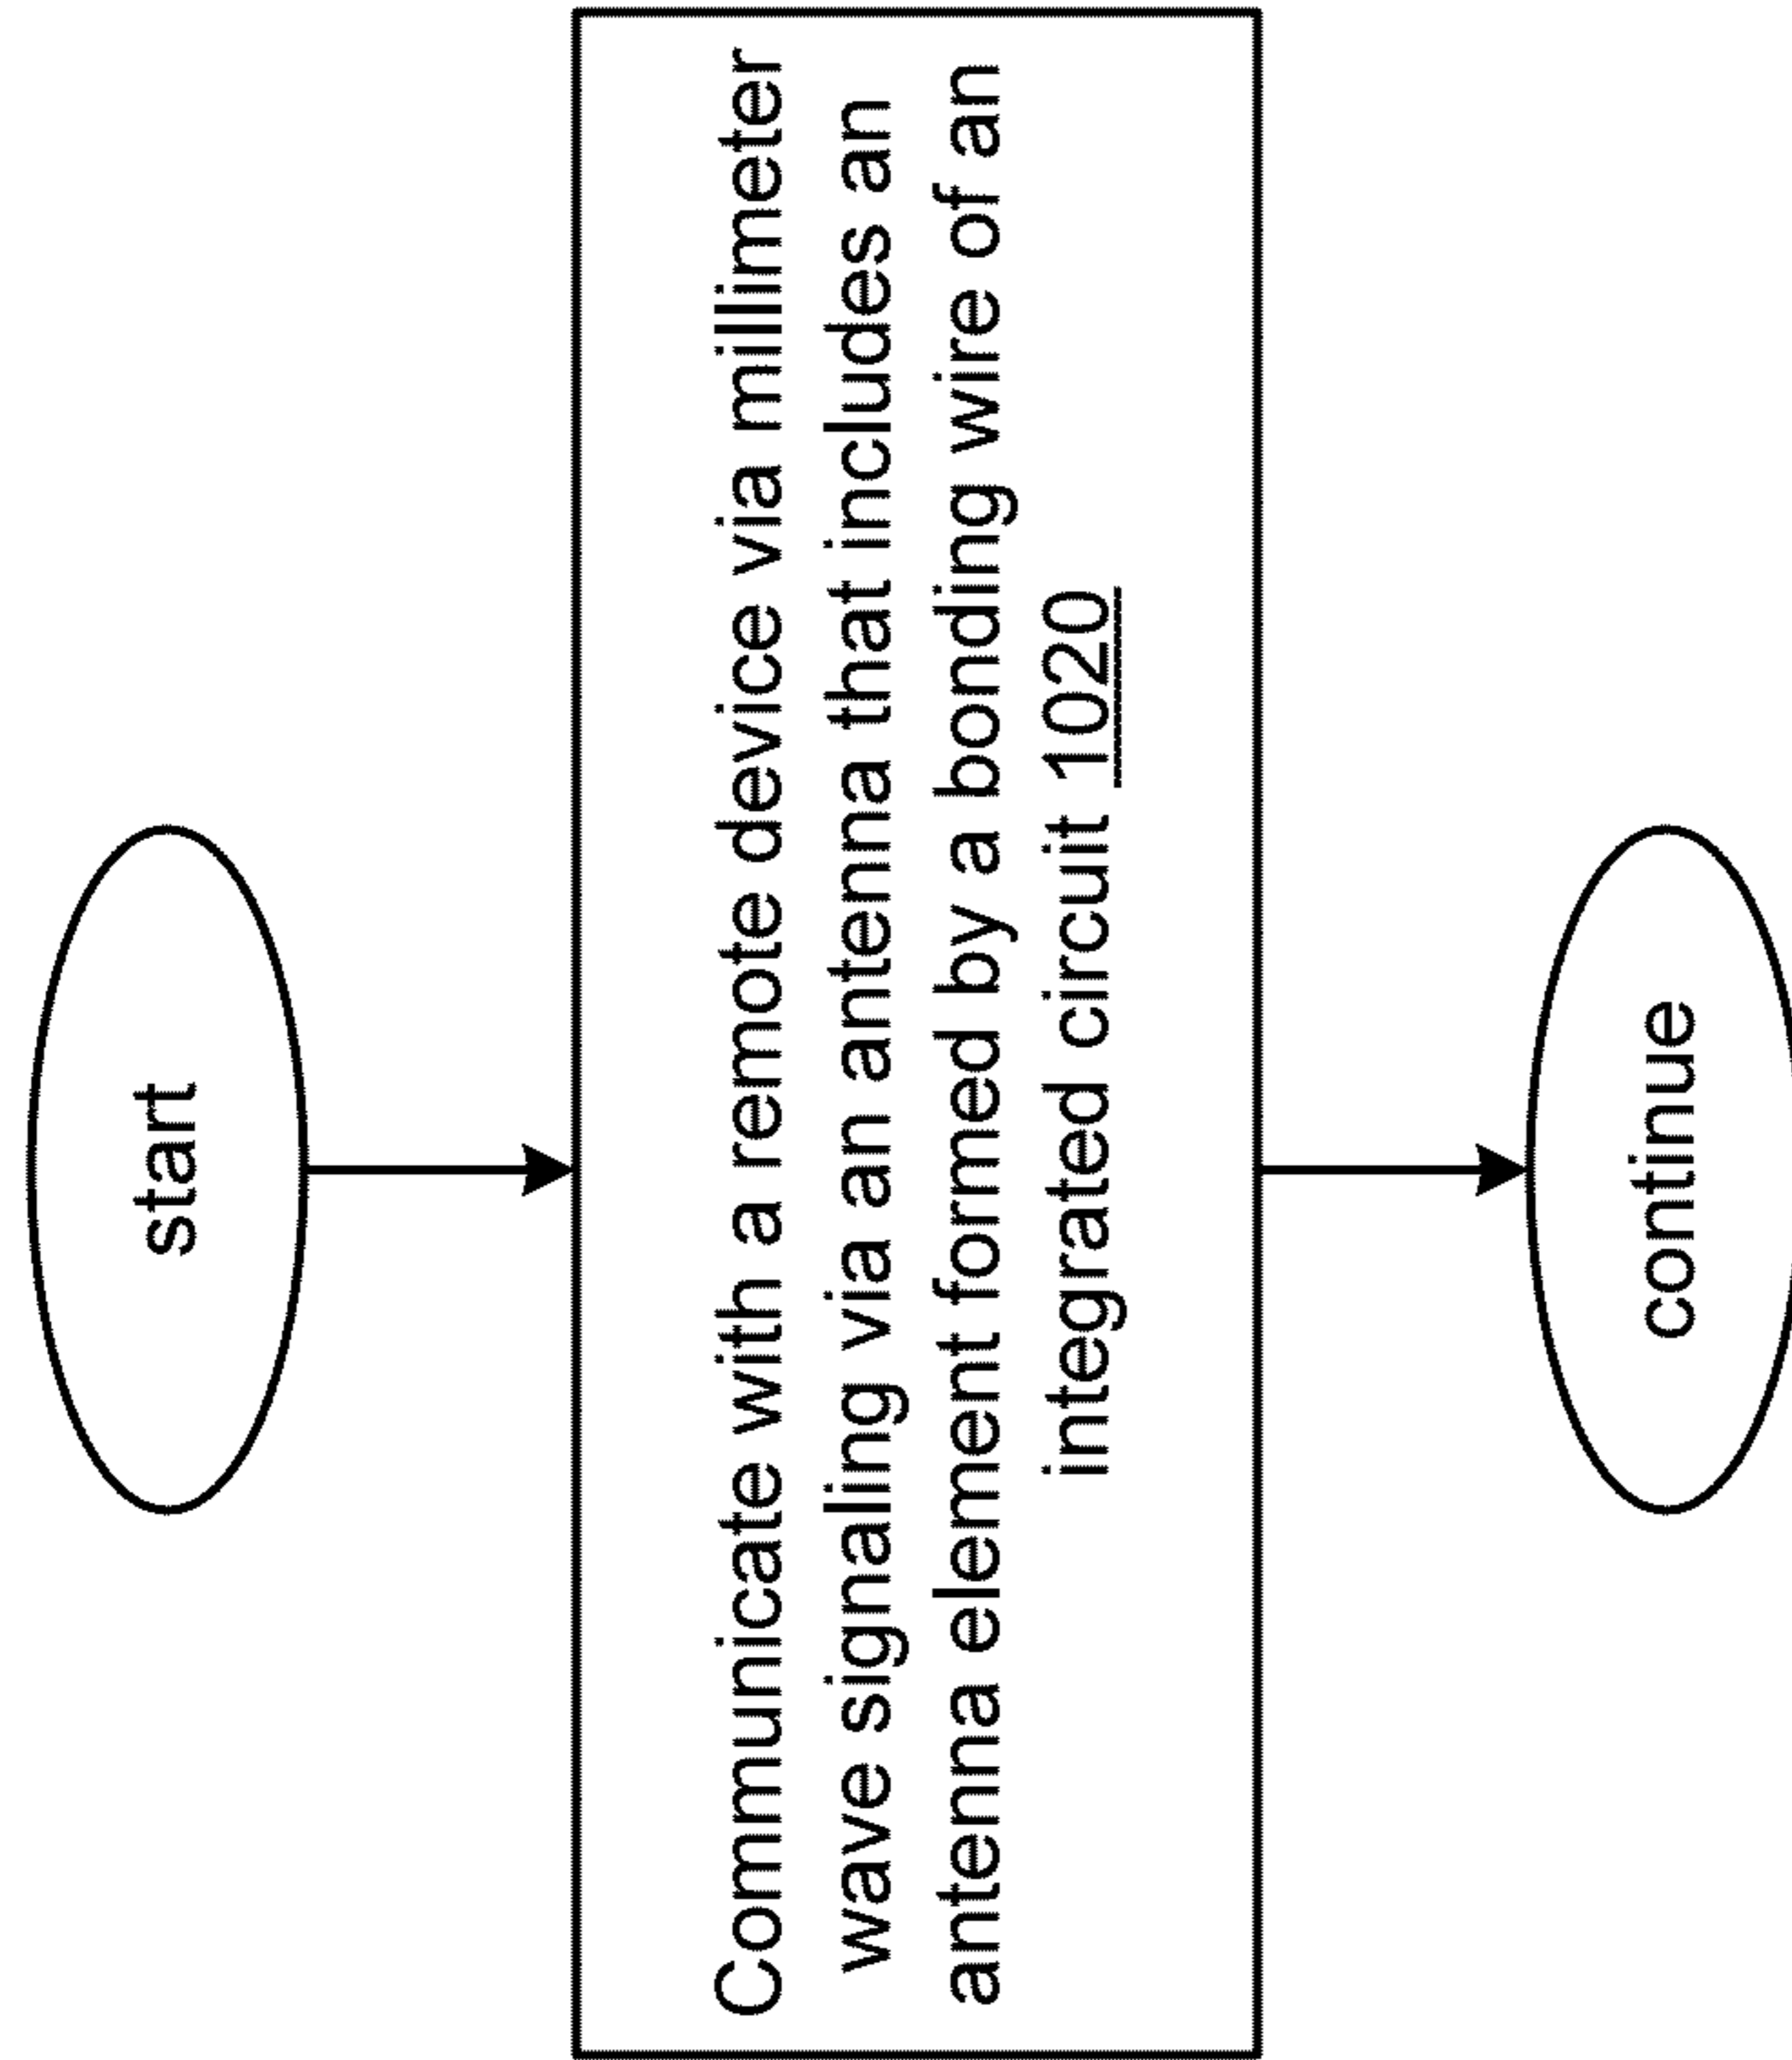 start
Communicate with a remote device via millimeter
wave signaling via an antenna that includes an
antenna element formed by a bonding wire of an
integrated circuit 1020
continue